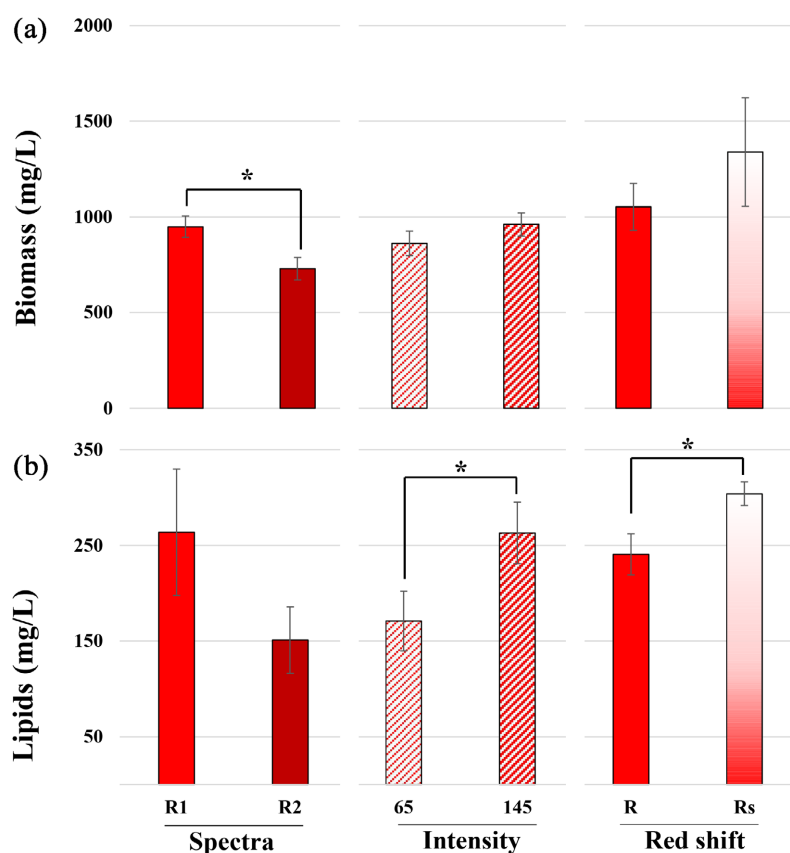 (a)
Biomass (mg/L)
2000
1500
1000
500
0
*
(b)
Lipids (mg/L)
350
250
150
50
*
*
R1 R2 65 145 R Rs
Spectra Intensity Red shift